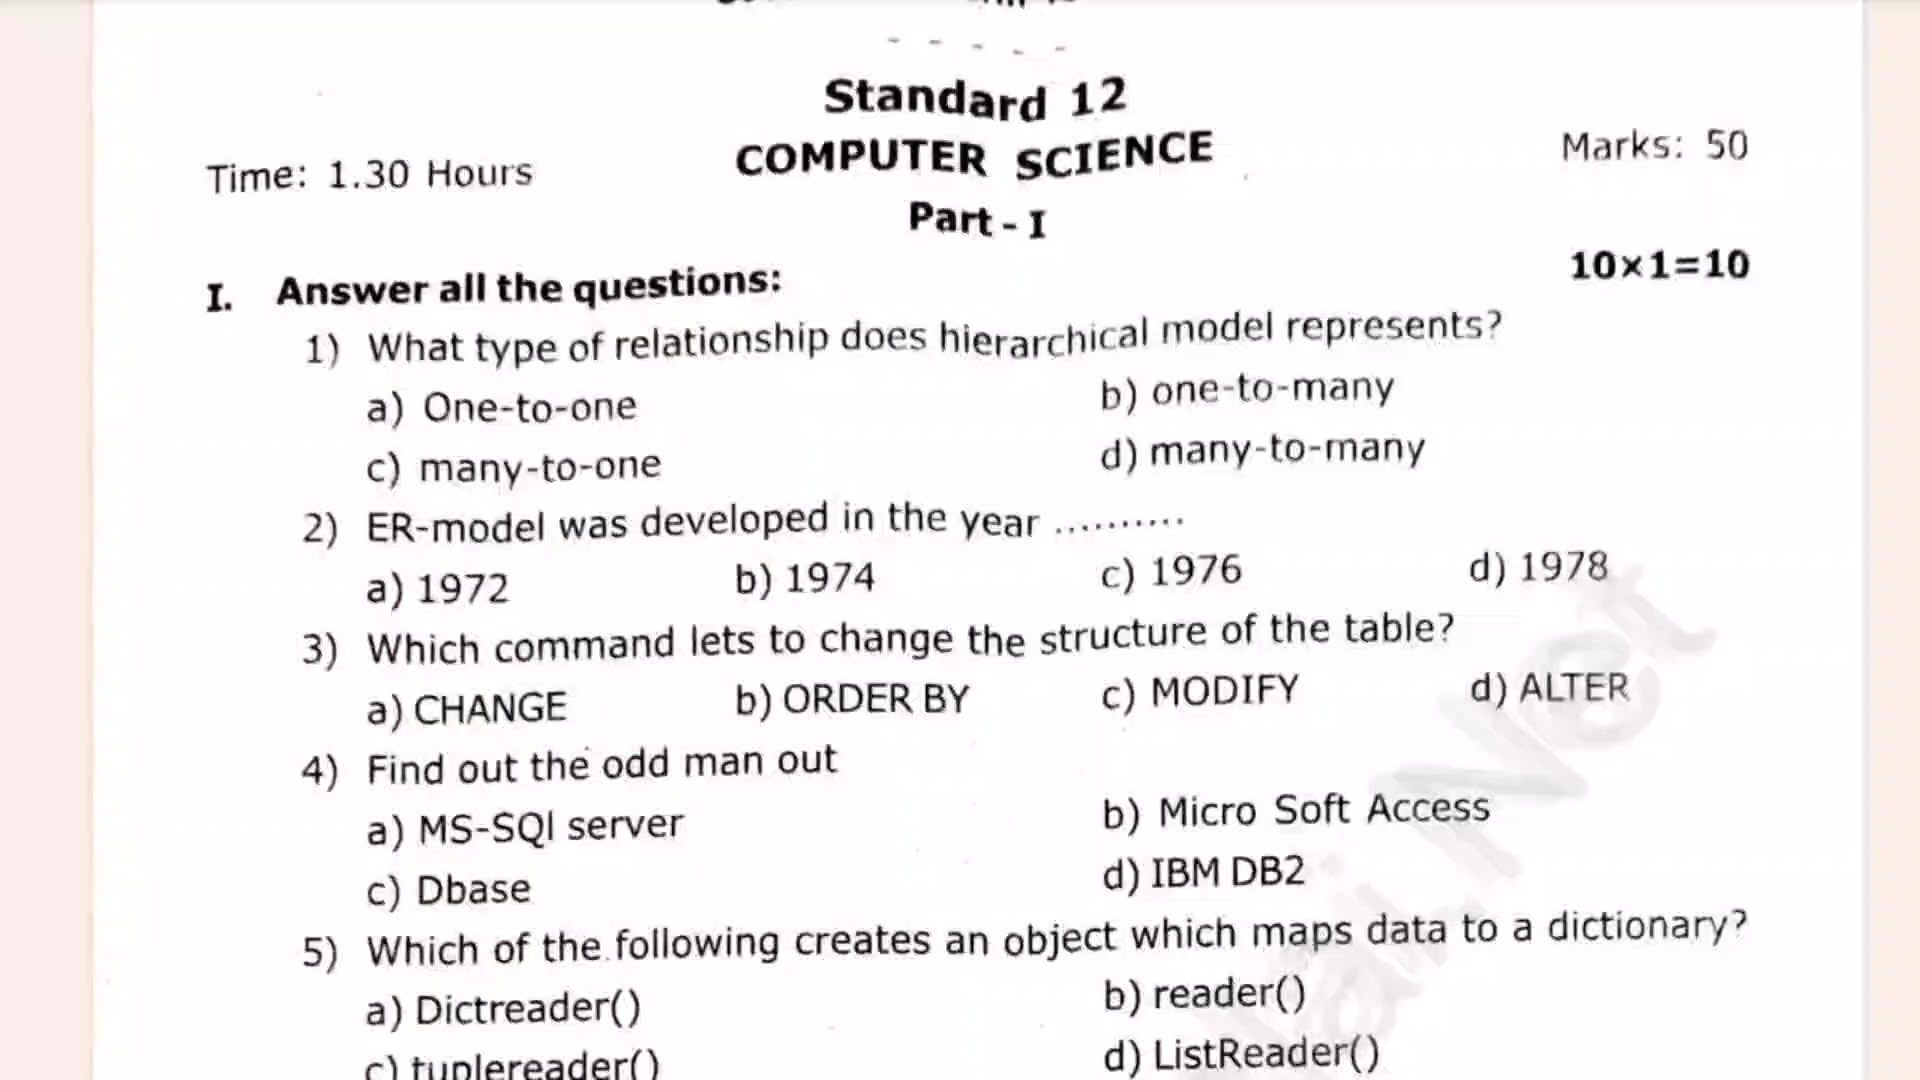 Standard 12
COMPUTER SCIENCE
Time: 1.30 Hours
Marks: 50
Part - I
I. Answer all the questions: 10×1=10
1) What type of relationship does hierarchical model represents?
a) One-to-one b) one-to-many
c) many-to-one d) many-to-many
2) ER-model was developed in the year ..........
a) 1972 b) 1974 c) 1976 d) 1978
3) Which command lets to change the structure of the table?
a) CHANGE b) ORDER BY c) MODIFY d) ALTER
4) Find out the odd man out
a) MS-SQl server b) Micro Soft Access
c) Dbase d) IBM DB2
5) Which of the following creates an object which maps data to a dictionary?
a) Dictreader() b) reader()
c) tuplereader() d) ListReader()